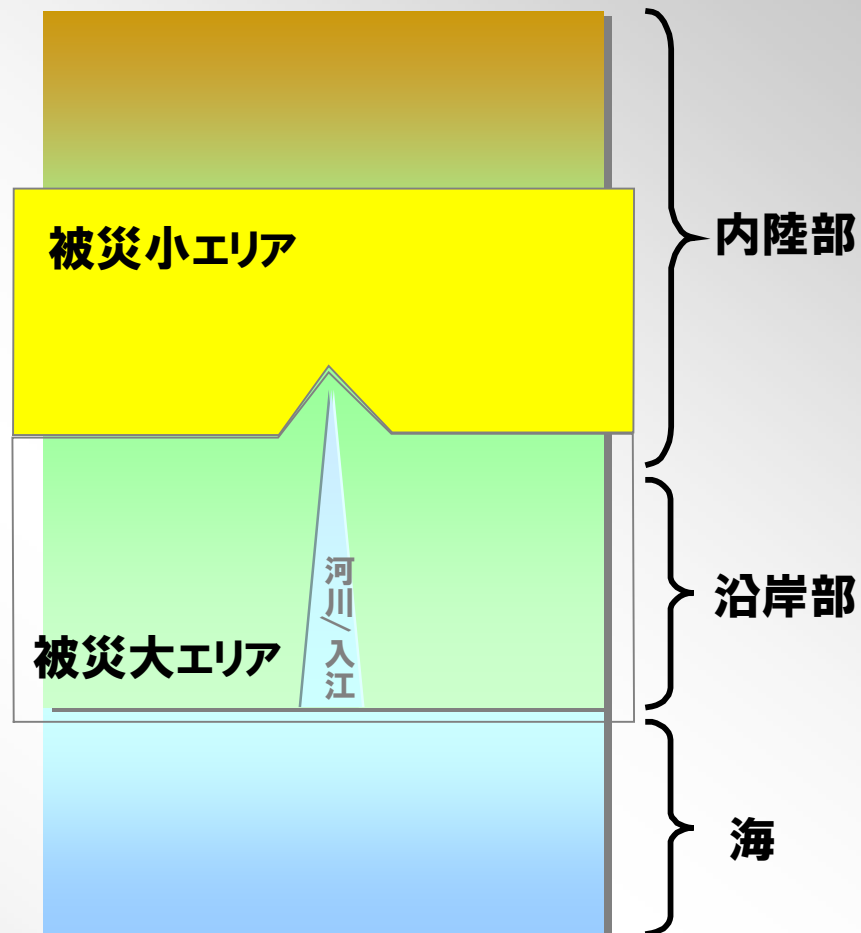 被災小エリア
内陸部
河川/入江
沿岸部
被災大エリア
海